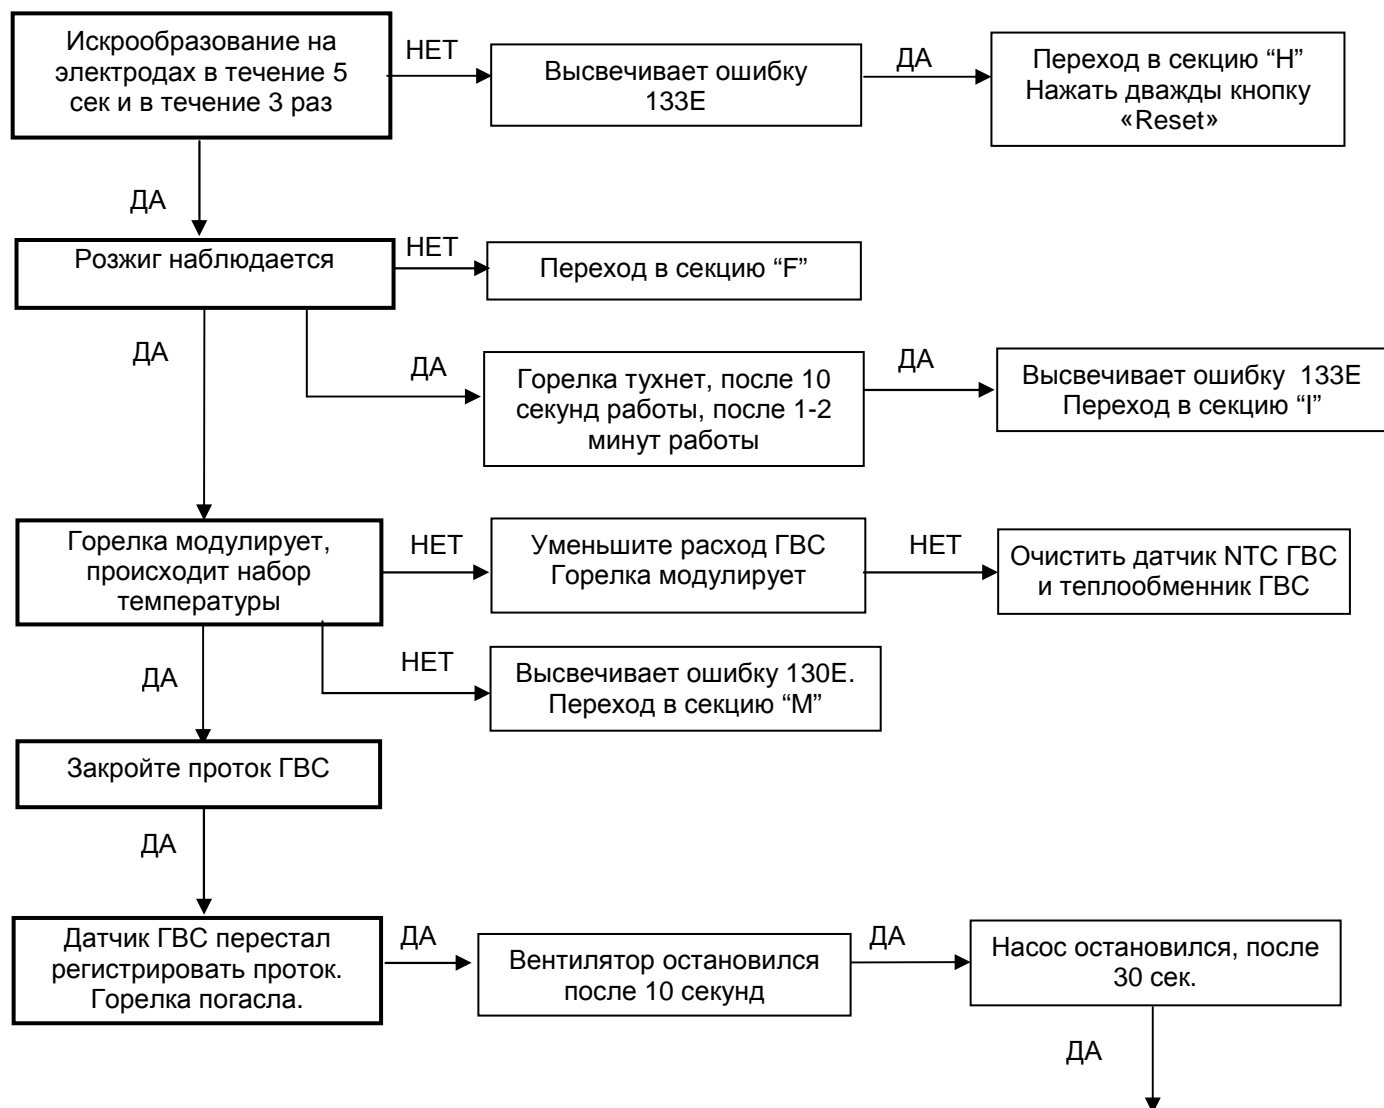 Искрообразование на
электродах в течение 5
сек и в течение 3 раз
НЕТ
Высвечивает ошибку
133E
ДА
Переход в секцию “H”
Нажать дважды кнопку
«Reset»
ДА
Розжиг наблюдается
НЕТ
Переход в секцию “F”
ДА
ДА
Горелка тухнет, после 10
секунд работы, после 1-2
минут работы
ДА
Высвечивает ошибку 133E
Переход в секцию “I”
Горелка модулирует,
происходит набор
температуры
НЕТ
Уменьшите расход ГВС
Горелка модулирует
НЕТ
Очистить датчик NTC ГВС
и теплообменник ГВС
ДА
НЕТ
Высвечивает ошибку 130E.
Переход в секцию “M”
Закройте проток ГВС
ДА
Датчик ГВС перестал
регистрировать проток.
Горелка погасла.
ДА
Вентилятор остановился
после 10 секунд
ДА
Насос остановился, после
30 сек.
ДА